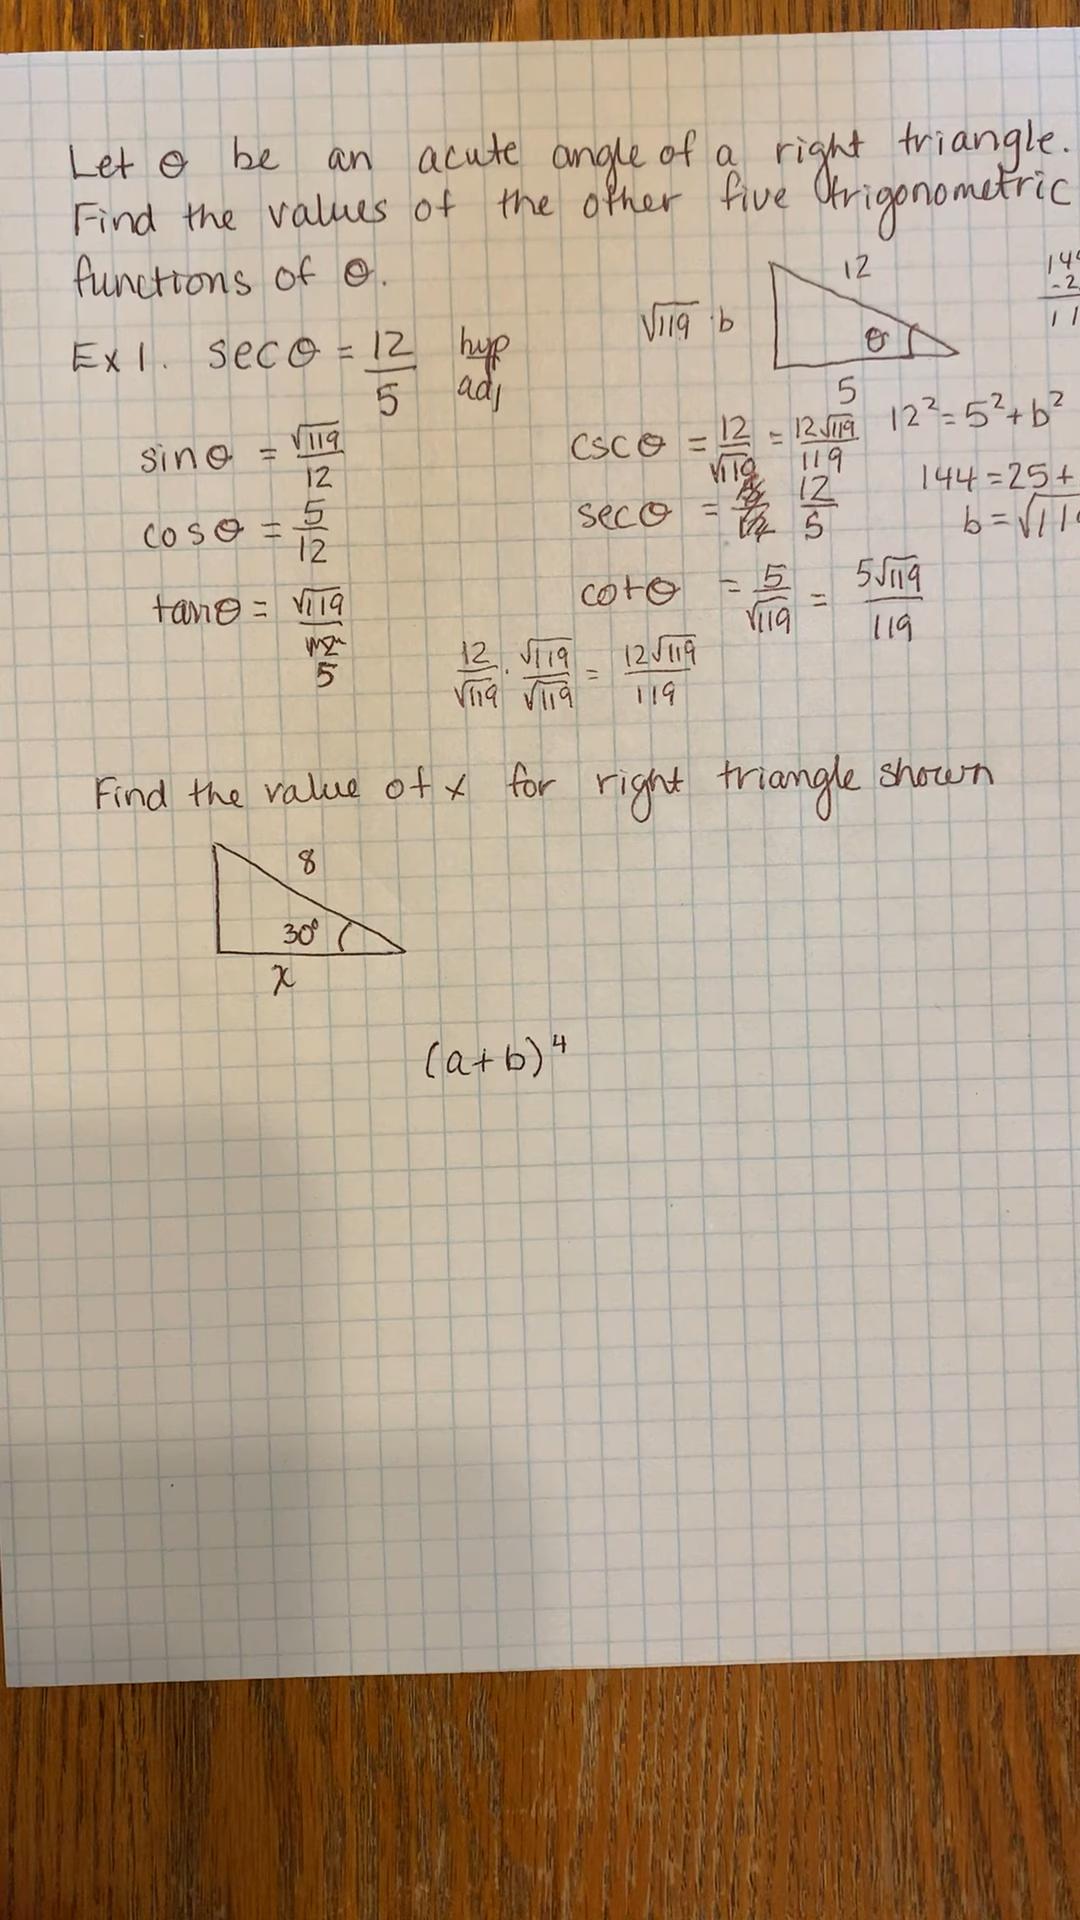 Let θ be an acute angle of a right triangle.
Find the values of the other five trigonometric
functions of θ.
Ex 1. sec θ = 12/5 hyp/adj
√119 · b
12
θ
5
12² = 5² + b²
144 = 25 +
b = √11
sin θ = √119/12
cos θ = 5/12
tan θ = √119/5
csc θ = 12/√119 = 12√119/119
sec θ = 12/5
cot θ = 5/√119 = 5√119/119
12/√119 · √119/√119 = 12√119/119
Find the value of x for right triangle shown
8
30°
x
(a+b)⁴